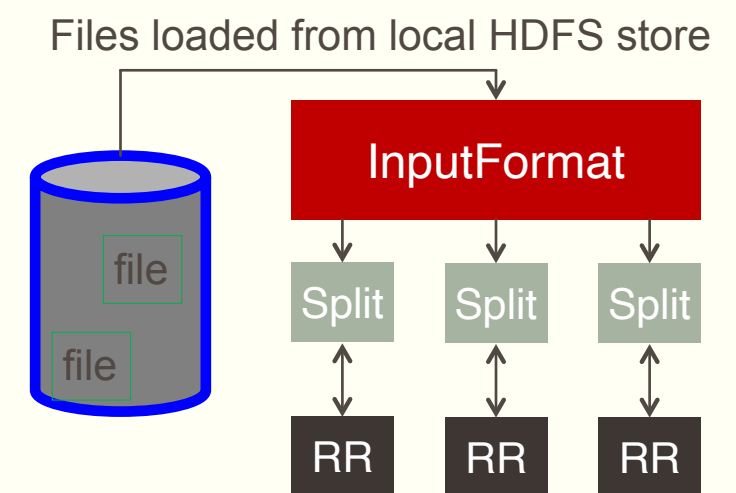 Files loaded from local HDFS store
InputFormat
file
Split Split Split
file
RR RR RR